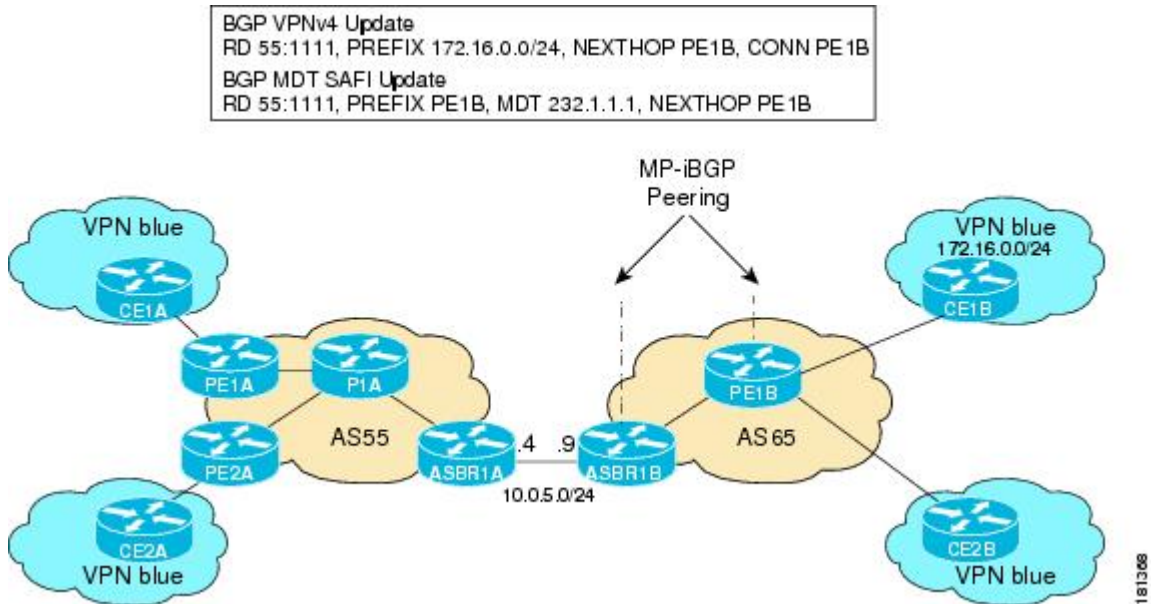 BGP VPNv4 Update
RD 55:1111, PREFIX 172.16.0.0/24, NEXTHOP PE1B, CONN PE1B
BGP MDT SAFI Update
RD 55:1111, PREFIX PE1B, MDT 232.1.1.1, NEXTHOP PE1B
MP-iBGP
Peering
VPN blue
CE1A
VPN blue
172.16.0.0/24
CE1B
PE1A
P1A
PE1B
AS55
AS65
PE2A
ASBR1A
.4
.9
ASBR1B
10.0.5.0/24
CE2A
VPN blue
CE2B
VPN blue
181368